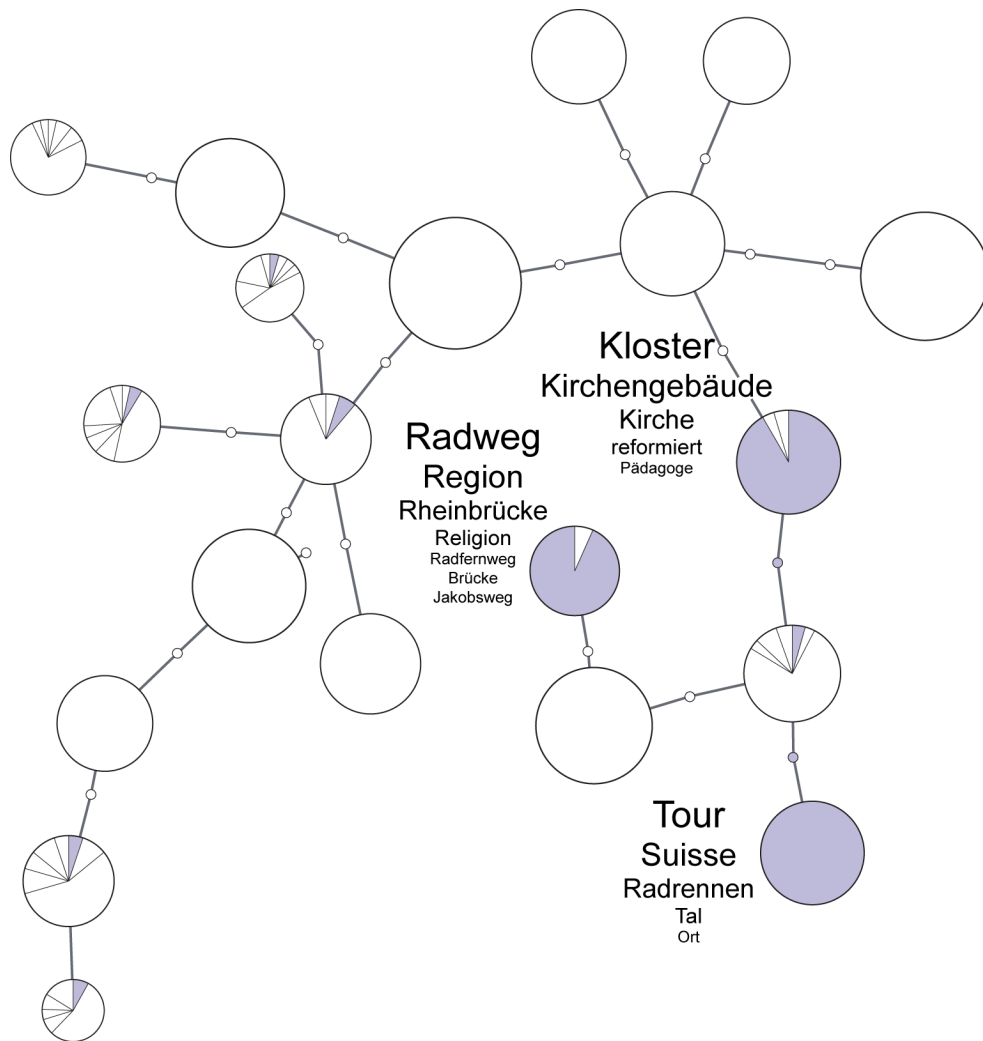 Kloster
Kirchengebäude
Kirche
reformiert
Pädagoge
Radweg
Region
Rheinbrücke
Religion
Radfernweg
Brücke
Jakobsweg
Tour
Suisse
Radrennen
Tal
Ort